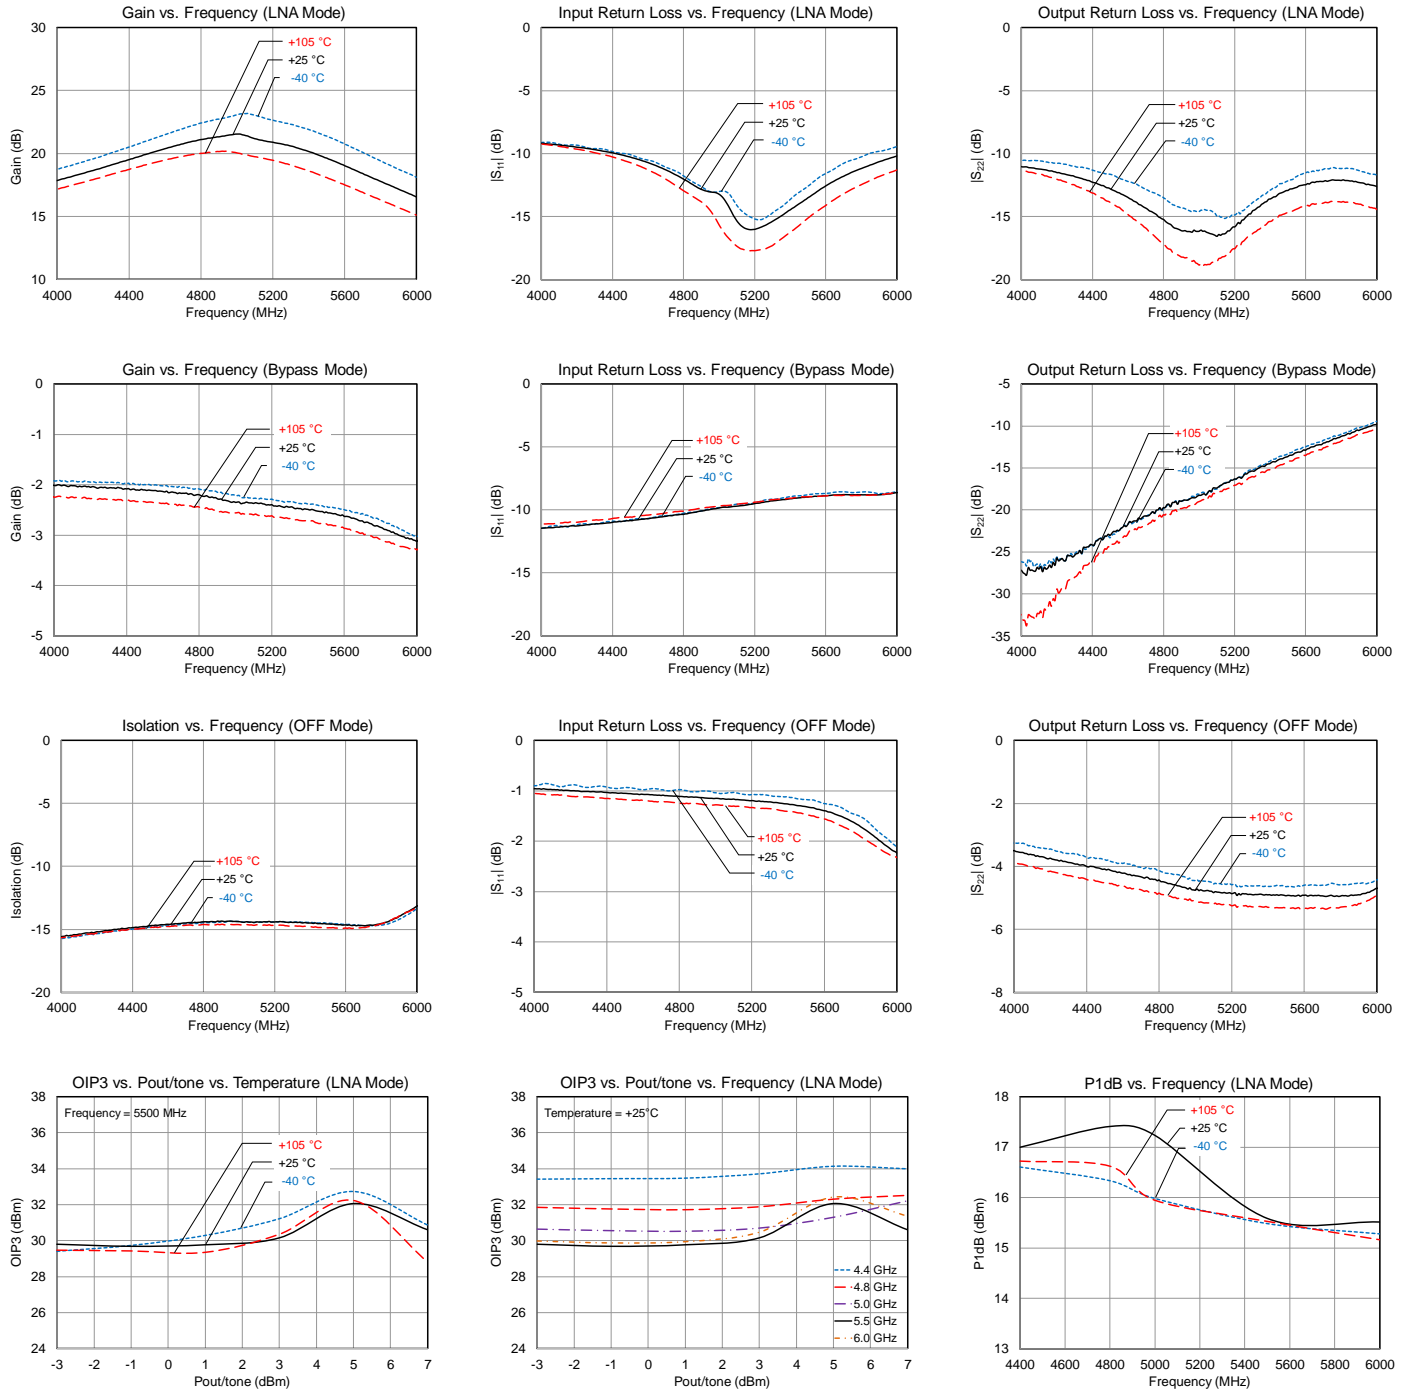 Gain vs. Frequency (LNA Mode)
30
25
20
15
10
Gain (dB)
+105 °C
+25 °C
-40 °C
4000 4400 4800 5200 5600 6000
Frequency (MHz)
Input Return Loss vs. Frequency (LNA Mode)
0
-5
-10
-15
-20
|S11| (dB)
+105 °C
+25 °C
-40 °C
4000 4400 4800 5200 5600 6000
Frequency (MHz)
Output Return Loss vs. Frequency (LNA Mode)
0
-5
-10
-15
-20
|S22| (dB)
+105 °C
+25 °C
-40 °C
4000 4400 4800 5200 5600 6000
Frequency (MHz)
Gain vs. Frequency (Bypass Mode)
0
-1
-2
-3
-4
-5
Gain (dB)
+105 °C
+25 °C
-40 °C
4000 4400 4800 5200 5600 6000
Frequency (MHz)
Input Return Loss vs. Frequency (Bypass Mode)
0
-5
-10
-15
-20
|S11| (dB)
+105 °C
+25 °C
-40 °C
4000 4400 4800 5200 5600 6000
Frequency (MHz)
Output Return Loss vs. Frequency (Bypass Mode)
-5
-10
-15
-20
-25
-30
-35
|S22| (dB)
+105 °C
+25 °C
-40 °C
4000 4400 4800 5200 5600 6000
Frequency (MHz)
Isolation vs. Frequency (OFF Mode)
0
-5
-10
-15
-20
Isolation (dB)
+105 °C
+25 °C
-40 °C
4000 4400 4800 5200 5600 6000
Frequency (MHz)
Input Return Loss vs. Frequency (OFF Mode)
0
-1
-2
-3
-4
-5
|S11| (dB)
+105 °C
+25 °C
-40 °C
4000 4400 4800 5200 5600 6000
Frequency (MHz)
Output Return Loss vs. Frequency (OFF Mode)
0
-2
-4
-6
-8
|S22| (dB)
+105 °C
+25 °C
-40 °C
4000 4400 4800 5200 5600 6000
Frequency (MHz)
OIP3 vs. Pout/tone vs. Temperature (LNA Mode)
38
36
34
32
30
28
26
24
OIP3 (dBm)
Frequency = 5500 MHz
+105 °C
+25 °C
-40 °C
-3 -2 -1 0 1 2 3 4 5 6 7
Pout/tone (dBm)
OIP3 vs. Pout/tone vs. Frequency (LNA Mode)
38
36
34
32
30
28
26
24
OIP3 (dBm)
Temperature = +25°C
4.4 GHz
4.8 GHz
5.0 GHz
5.5 GHz
6.0 GHz
-3 -2 -1 0 1 2 3 4 5 6 7
Pout/tone (dBm)
P1dB vs. Frequency (LNA Mode)
18
17
16
15
14
13
P1dB (dBm)
+105 °C
+25 °C
-40 °C
4400 4800 5000 5200 5400 5600 5800 6000
Frequency (MHz)